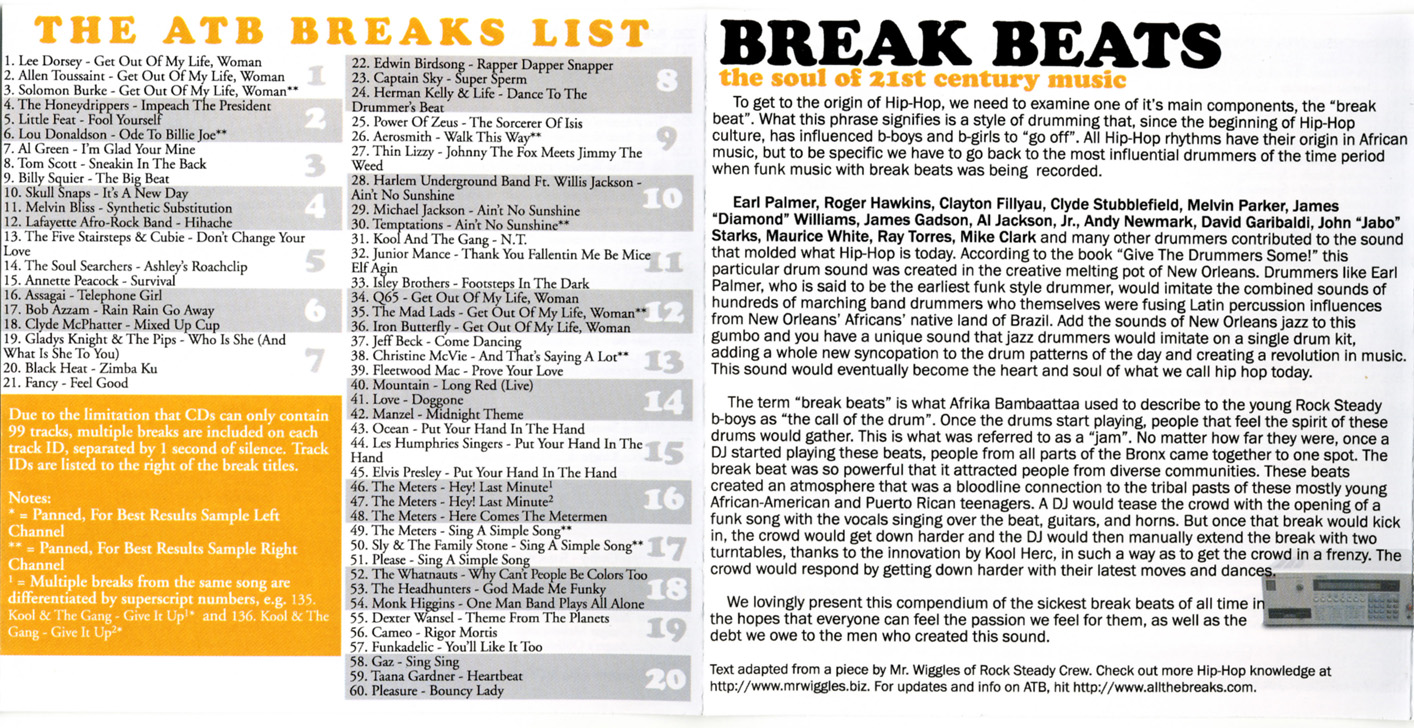 THE ATB BREAKS LIST
1. Lee Dorsey - Get Out Of My Life, Woman
2. Allen Toussaint - Get Out Of My Life, Woman
3. Solomon Burke - Get Out Of My Life, Woman**
1
4. The Honeydrippers - Impeach The President
5. Little Feat - Fool Yourself
6. Lou Donaldson - Ode To Billie Joe**
2
7. Al Green - I'm Glad Your Mine
8. Tom Scott - Sneakin In The Back
9. Billy Squier - The Big Beat
3
10. Skull Snaps - It's A New Day
11. Melvin Bliss - Synthetic Substitution
12. Lafayette Afro-Rock Band - Hihache
4
13. The Five Stairsteps & Cubie - Don't Change Your
Love
14. The Soul Searchers - Ashley's Roachclip
15. Annette Peacock - Survival
5
16. Assagai - Telephone Girl
17. Bob Azzam - Rain Rain Go Away
18. Clyde McPhatter - Mixed Up Cup
6
19. Gladys Knight & The Pips - Who Is She (And
What Is She To You)
20. Black Heat - Zimba Ku
21. Fancy - Feel Good
7
Due to the limitation that CDs can only contain
99 tracks, multiple breaks are included on each
track ID, separated by 1 second of silence. Track
IDs are listed to the right of the break titles.
Notes:
* = Panned, For Best Results Sample Left
Channel
** = Panned, For Best Results Sample Right
Channel
¹ = Multiple breaks from the same song are
differentiated by superscript numbers, e.g. 135.
Kool & The Gang - Give It Up¹* and 136. Kool & The
Gang - Give It Up²*
22. Edwin Birdsong - Rapper Dapper Snapper
23. Captain Sky - Super Sperm
24. Herman Kelly & Life - Dance To The
Drummer's Beat
8
25. Power Of Zeus - The Sorcerer Of Isis
26. Aerosmith - Walk This Way**
27. Thin Lizzy - Johnny The Fox Meets Jimmy The
Weed
9
28. Harlem Underground Band Ft. Willis Jackson -
Ain't No Sunshine
29. Michael Jackson - Ain't No Sunshine
30. Temptations - Ain't No Sunshine**
10
31. Kool And The Gang - N.T.
32. Junior Mance - Thank You Fallentin Me Be Mice
Elf Agin
33. Isley Brothers - Footsteps In The Dark
11
34. Q65 - Get Out Of My Life, Woman
35. The Mad Lads - Get Out Of My Life, Woman**
36. Iron Butterfly - Get Out Of My Life, Woman
12
37. Jeff Beck - Come Dancing
38. Christine McVie - And That's Saying A Lot**
39. Fleetwood Mac - Prove Your Love
13
40. Mountain - Long Red (Live)
41. Love - Doggone
42. Manzel - Midnight Theme
14
43. Ocean - Put Your Hand In The Hand
44. Les Humphries Singers - Put Your Hand In The
Hand
45. Elvis Presley - Put Your Hand In The Hand
15
46. The Meters - Hey! Last Minute¹
47. The Meters - Hey! Last Minute²
48. The Meters - Here Comes The Metermen
16
49. The Meters - Sing A Simple Song**
50. Sly & The Family Stone - Sing A Simple Song**
51. Please - Sing A Simple Song
17
52. The Whatnauts - Why Can't People Be Colors Too
53. The Headhunters - God Made Me Funky
54. Monk Higgins - One Man Band Plays All Alone
18
55. Dexter Wansel - Theme From The Planets
56. Cameo - Rigor Mortis
57. Funkadelic - You'll Like It Too
19
58. Gaz - Sing Sing
59. Taana Gardner - Heartbeat
60. Pleasure - Bouncy Lady
20
BREAK BEATS
the soul of 21st century music
To get to the origin of Hip-Hop, we need to examine one of it's main components, the "break
beat". What this phrase signifies is a style of drumming that, since the beginning of Hip-Hop
culture, has influenced b-boys and b-girls to "go off". All Hip-Hop rhythms have their origin in African
music, but to be specific we have to go back to the most influential drummers of the time period
when funk music with break beats was being recorded.
Earl Palmer, Roger Hawkins, Clayton Fillyau, Clyde Stubblefield, Melvin Parker, James
"Diamond" Williams, James Gadson, Al Jackson, Jr., Andy Newmark, David Garibaldi, John "Jabo"
Starks, Maurice White, Ray Torres, Mike Clark and many other drummers contributed to the sound
that molded what Hip-Hop is today. According to the book "Give The Drummers Some!" this
particular drum sound was created in the creative melting pot of New Orleans. Drummers like Earl
Palmer, who is said to be the earliest funk style drummer, would imitate the combined sounds of
hundreds of marching band drummers who themselves were fusing Latin percussion influences
from New Orleans' Africans' native land of Brazil. Add the sounds of New Orleans jazz to this
gumbo and you have a unique sound that jazz drummers would imitate on a single drum kit,
adding a whole new syncopation to the drum patterns of the day and creating a revolution in music.
This sound would eventually become the heart and soul of what we call hip hop today.
The term "break beats" is what Afrika Bambaattaa used to describe to the young Rock Steady
b-boys as "the call of the drum". Once the drums start playing, people that feel the spirit of these
drums would gather. This is what was referred to as a "jam". No matter how far they were, once a
DJ started playing these beats, people from all parts of the Bronx came together to one spot. The
break beat was so powerful that it attracted people from diverse communities. These beats
created an atmosphere that was a bloodline connection to the tribal pasts of these mostly young
African-American and Puerto Rican teenagers. A DJ would tease the crowd with the opening of a
funk song with the vocals singing over the beat, guitars, and horns. But once that break would kick
in, the crowd would get down harder and the DJ would then manually extend the break with two
turntables, thanks to the innovation by Kool Herc, in such a way as to get the crowd in a frenzy. The
crowd would respond by getting down harder with their latest moves and dances.
We lovingly present this compendium of the sickest break beats of all time in
the hopes that everyone can feel the passion we feel for them, as well as the
debt we owe to the men who created this sound.
Text adapted from a piece by Mr. Wiggles of Rock Steady Crew. Check out more Hip-Hop knowledge at
http://www.mrwiggles.biz. For updates and info on ATB, hit http://www.allthebreaks.com.